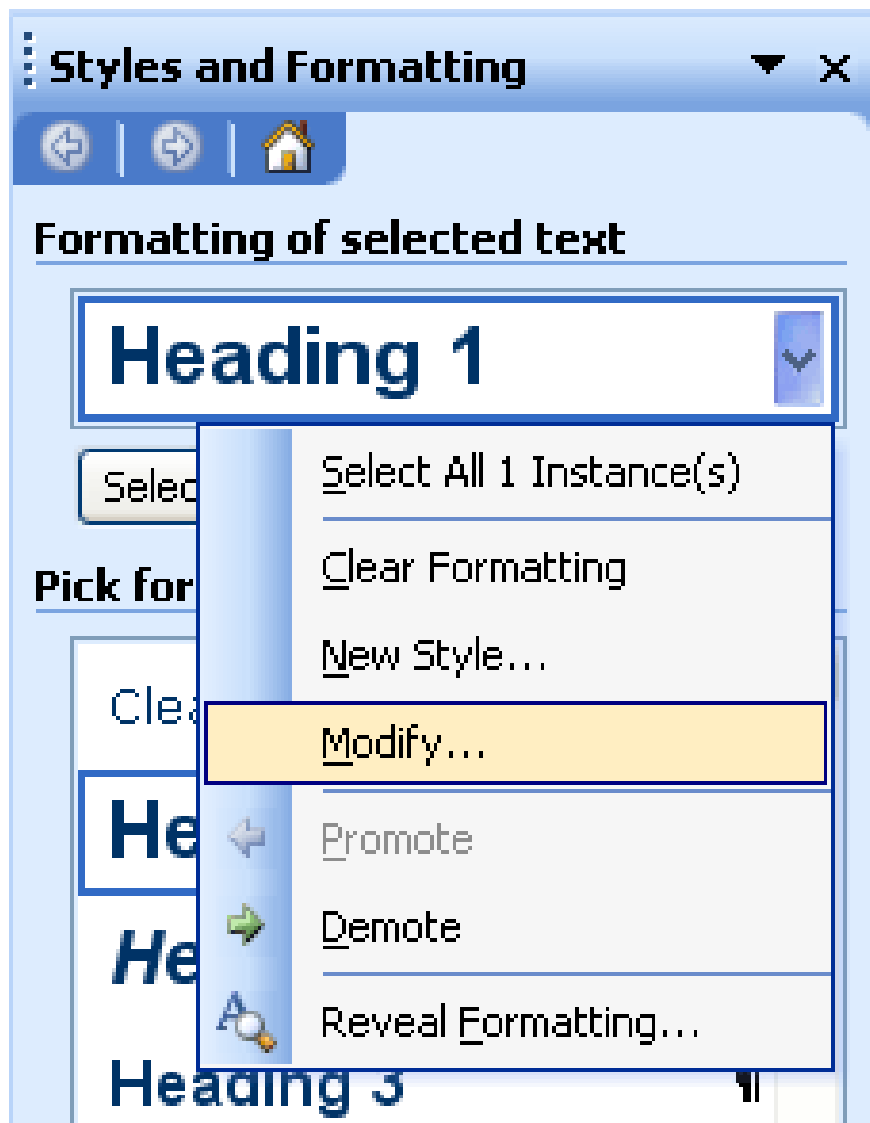 Styles and Formatting
Formatting of selected text
Heading 1
Select All 1 Instance(s)
Clear Formatting
New Style...
Modify...
Promote
Demote
Reveal Formatting...
Heading 3